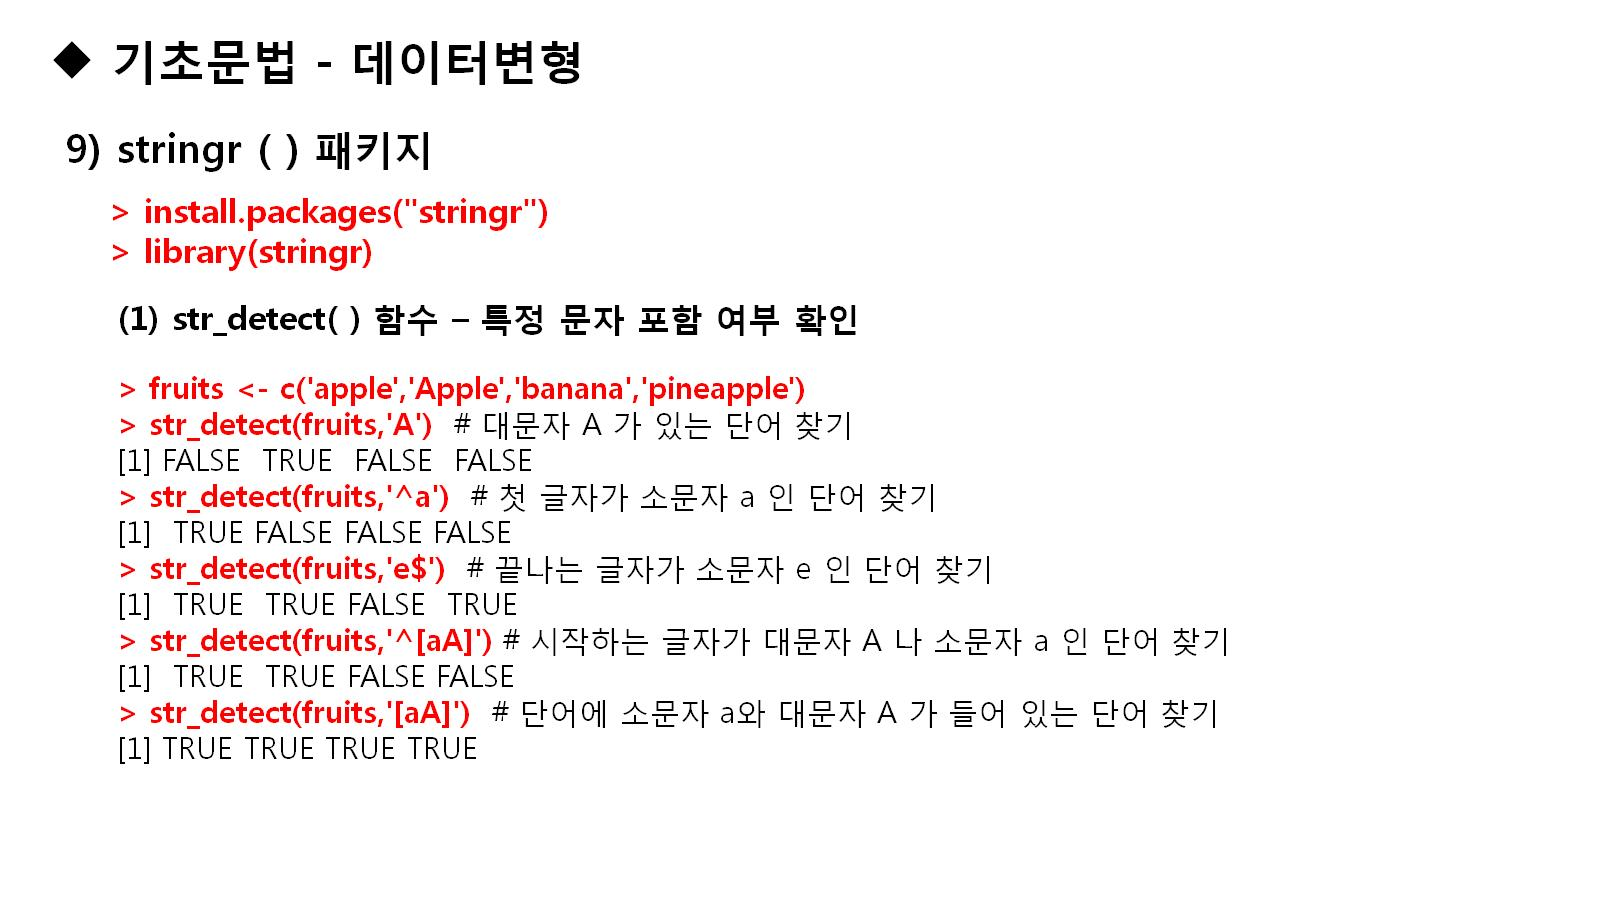 ◆ 기초문법 - 데이터변형
9) stringr ( ) 패키지
> install.packages("stringr")
> library(stringr)
(1) str_detect( ) 함수 – 특정 문자 포함 여부 확인
> fruits <- c('apple','Apple','banana','pineapple')
> str_detect(fruits,'A')  # 대문자 A 가 있는 단어 찾기
[1] FALSE  TRUE  FALSE  FALSE
> str_detect(fruits,'^a')  # 첫 글자가 소문자 a 인 단어 찾기
[1]  TRUE FALSE FALSE FALSE
> str_detect(fruits,'e$')  # 끝나는 글자가 소문자 e 인 단어 찾기
[1]  TRUE  TRUE FALSE  TRUE
> str_detect(fruits,'^[aA]') # 시작하는 글자가 대문자 A 나 소문자 a 인 단어 찾기
[1]  TRUE  TRUE FALSE FALSE
> str_detect(fruits,'[aA]')  # 단어에 소문자 a와 대문자 A 가 들어 있는 단어 찾기
[1] TRUE TRUE TRUE TRUE